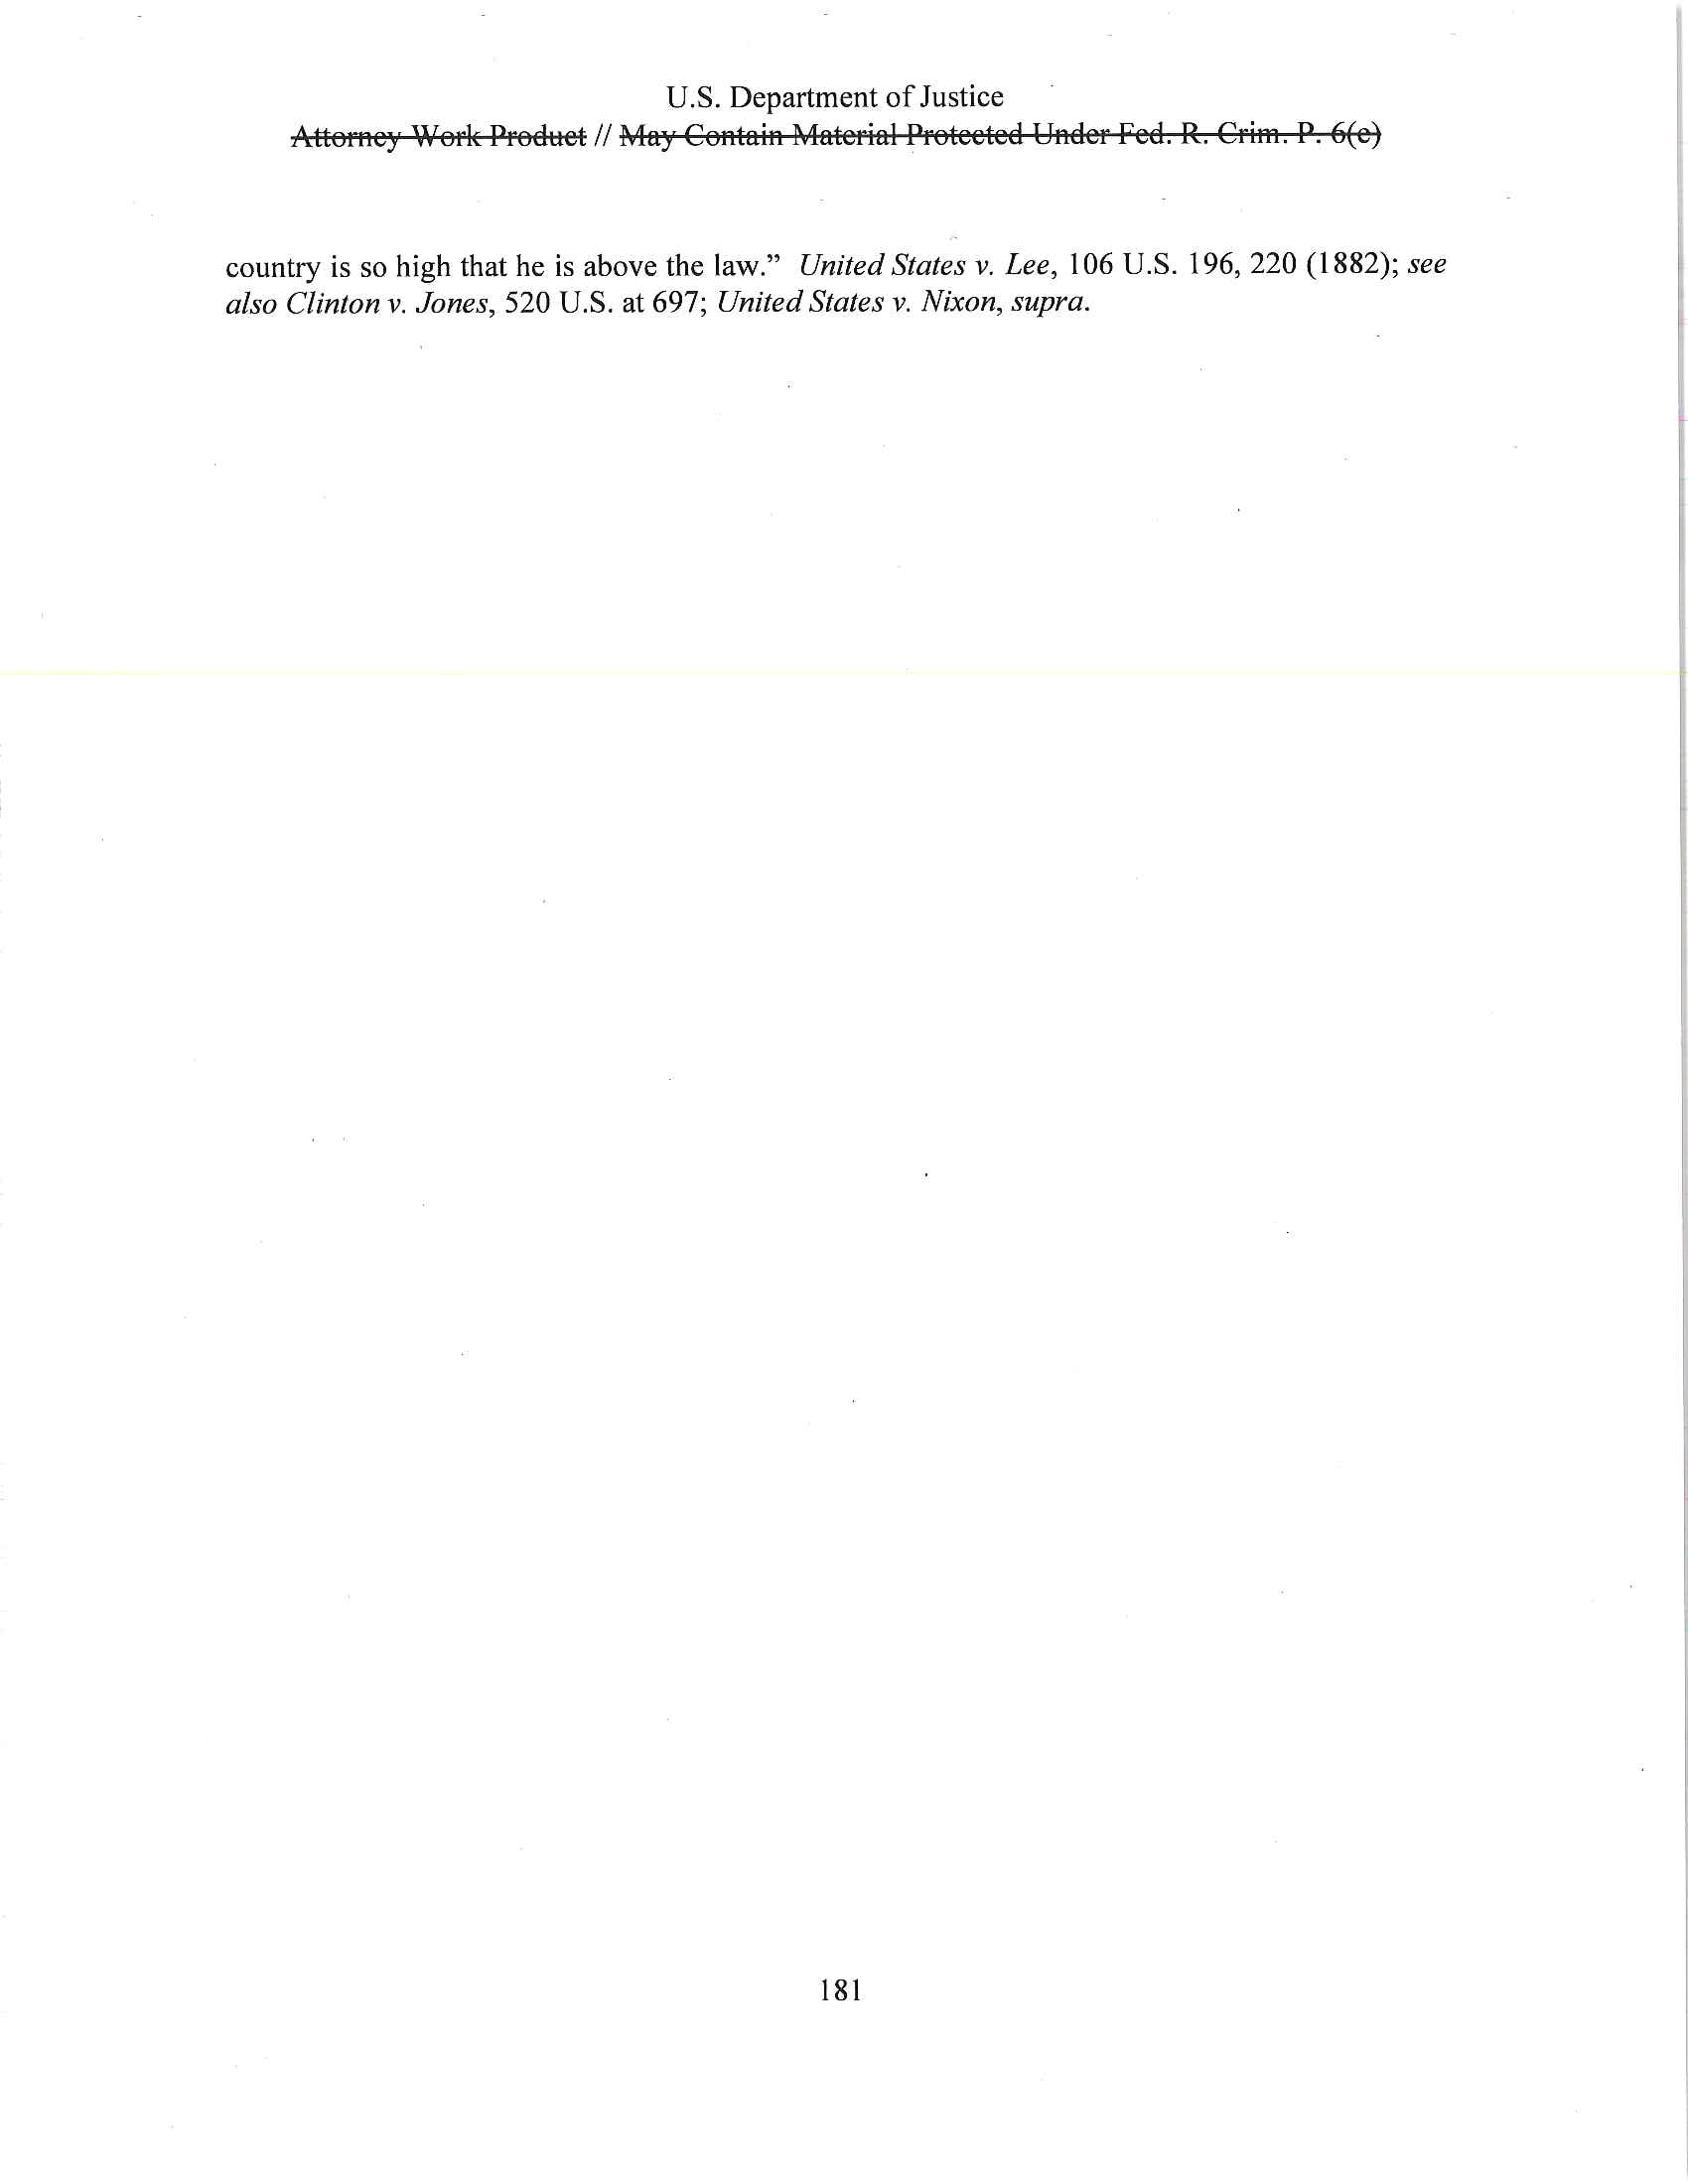 U.S. Department of Justice
Attorney Work Product // May Contain Material Protected Under Fed. R. Crim. P. 6(e)
country is so high that he is above the law.” United States v. Lee, 106 U.S. 196, 220 (1882); see
also Clinton v. Jones, 520 U.S. at 697; United States v. Nixon, supra.
181